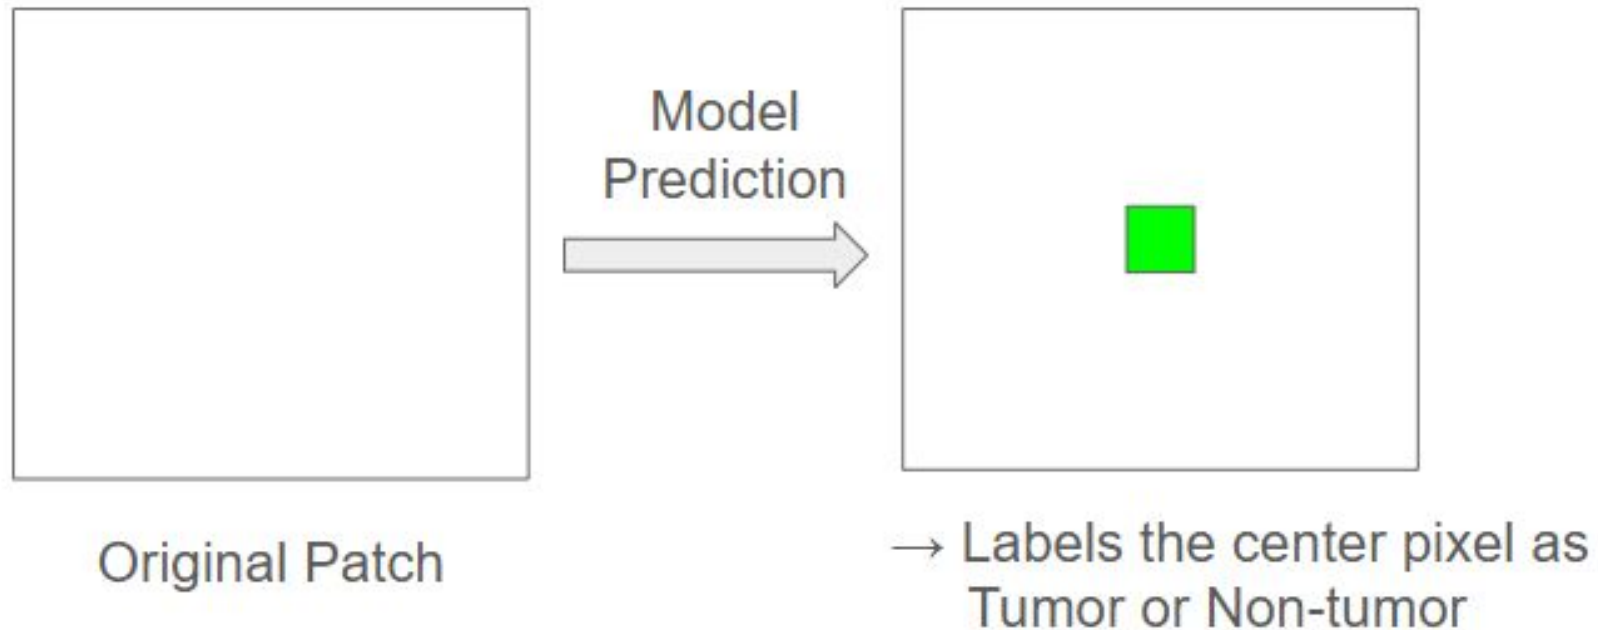 Model
Prediction
Original Patch
→ Labels the center pixel as
Tumor or Non-tumor